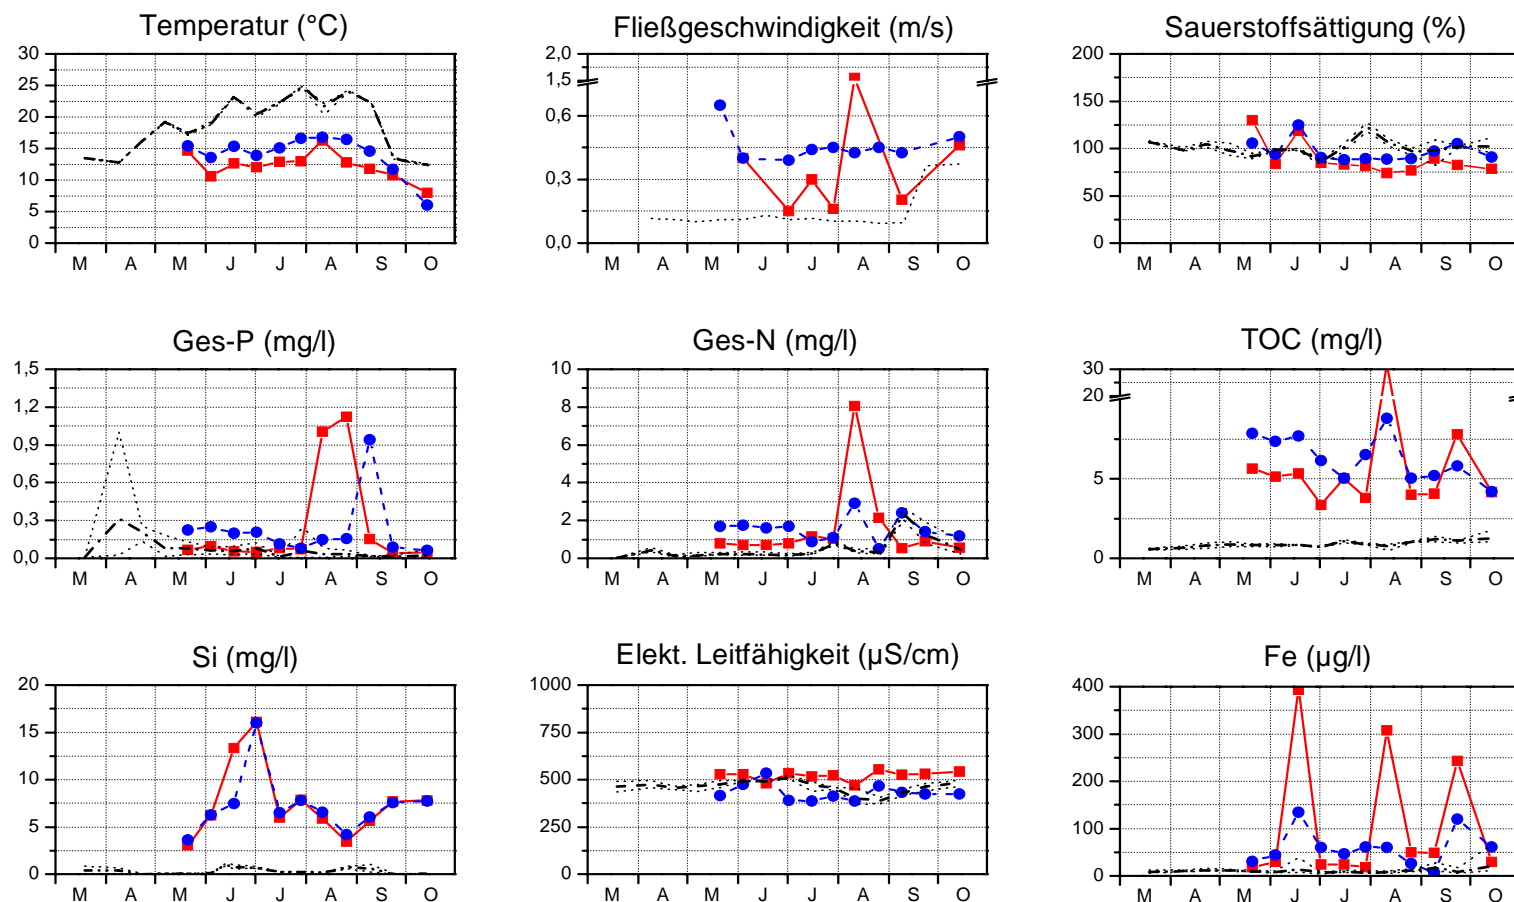 Temperatur (°C)
Fließgeschwindigkeit (m/s)
Sauerstoffsättigung (%)
30
25
20
15
10
5
0
M A M J J A S O
2,0
1,5
0,6
0,3
0,0
M A M J J A S O
200
150
100
50
0
M A M J J A S O
Ges-P (mg/l)
Ges-N (mg/l)
TOC (mg/l)
1,5
1,2
0,9
0,6
0,3
0,0
M A M J J A S O
10
8
6
4
2
0
M A M J J A S O
30
20
5
0
M A M J J A S O
Si (mg/l)
Elekt. Leitfähigkeit (µS/cm)
Fe (µg/l)
20
15
10
5
0
M A M J J A S O
1000
750
500
250
0
M A M J J A S O
400
300
200
100
0
M A M J J A S O